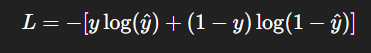 L = −[y log(ŷ) + (1 − y) log(1 − ŷ)]